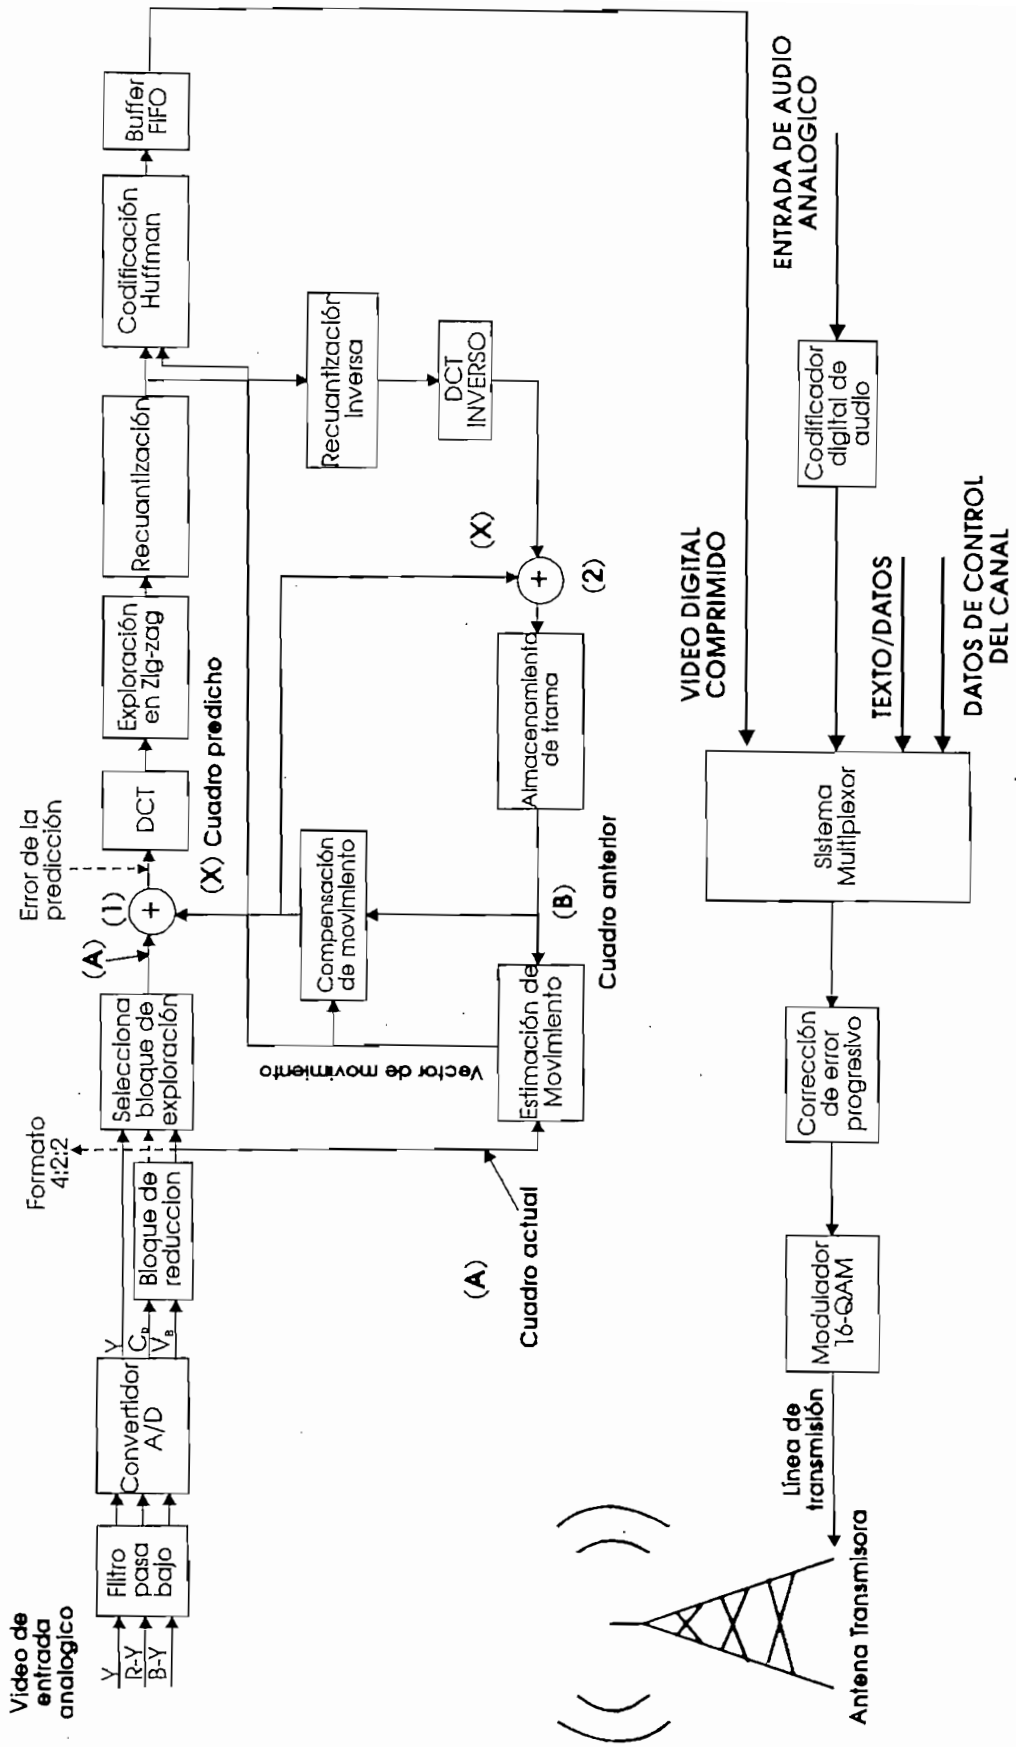 Video de
entrada
analogico
Y
R-Y
B-Y
Filtro
pasa
bajo
Convertidor
A/D
Y
V_B
Bloque de
reduccion
Formato
4:2:2
Selecciona
bloque de
exploración
(A)
(1)
+
Error de la
predicción
DCT
Exploración
en Zig-zag
Recuantización
Codificación
Huffman
Buffer
FIFO
(X) Cuadro predicho
Compensación
de movimiento
Recuantización
Inversa
DCT
INVERSO
(X)
+
(2)
Almacenamiento
de trama
(B)
Cuadro anterior
Estimación de
Movimiento
Vector de movimiento
(A)
Cuadro actual
VIDEO DIGITAL
COMPRIMIDO
ENTRADA DE AUDIO
ANALOGICO
Codificador
digital de
audio
TEXTO/DATOS
DATOS DE CONTROL
DEL CANAL
Sistema
Multiplexor
Corrección
de error
progresivo
Modulador
16-QAM
Línea de
transmisión
Antena Transmisora